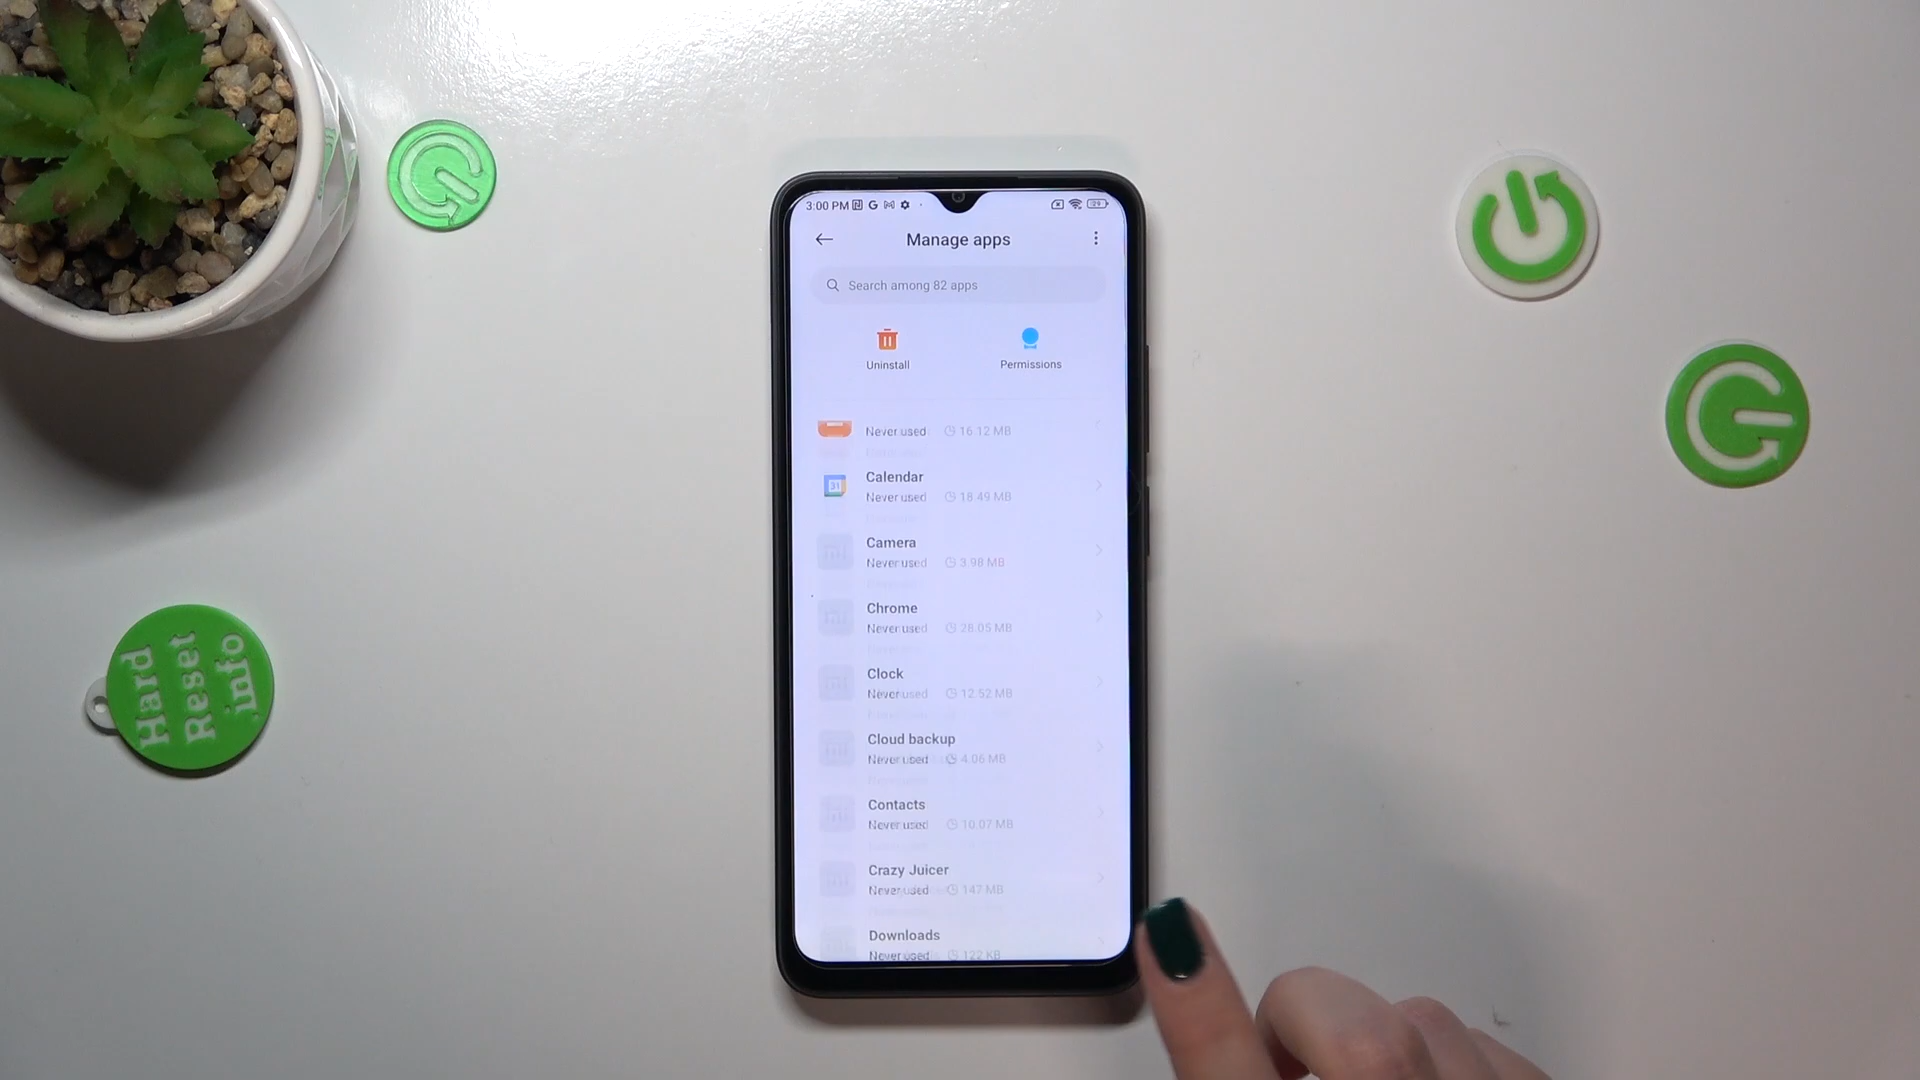 3:00 PM
29
Manage apps
Search among 82 apps
Uninstall
Permissions
Never used 16.12 MB
31
Calendar
Never used 18.49 MB
Camera
Never used 3.98 MB
Chrome
Never used 28.05 MB
Clock
Never used 12.52 MB
Cloud backup
Never used 4.06 MB
Contacts
Never used 10.07 MB
Crazy Juicer
Never used 147 MB
Downloads
Never used 122 KB
Hard
Reset
info